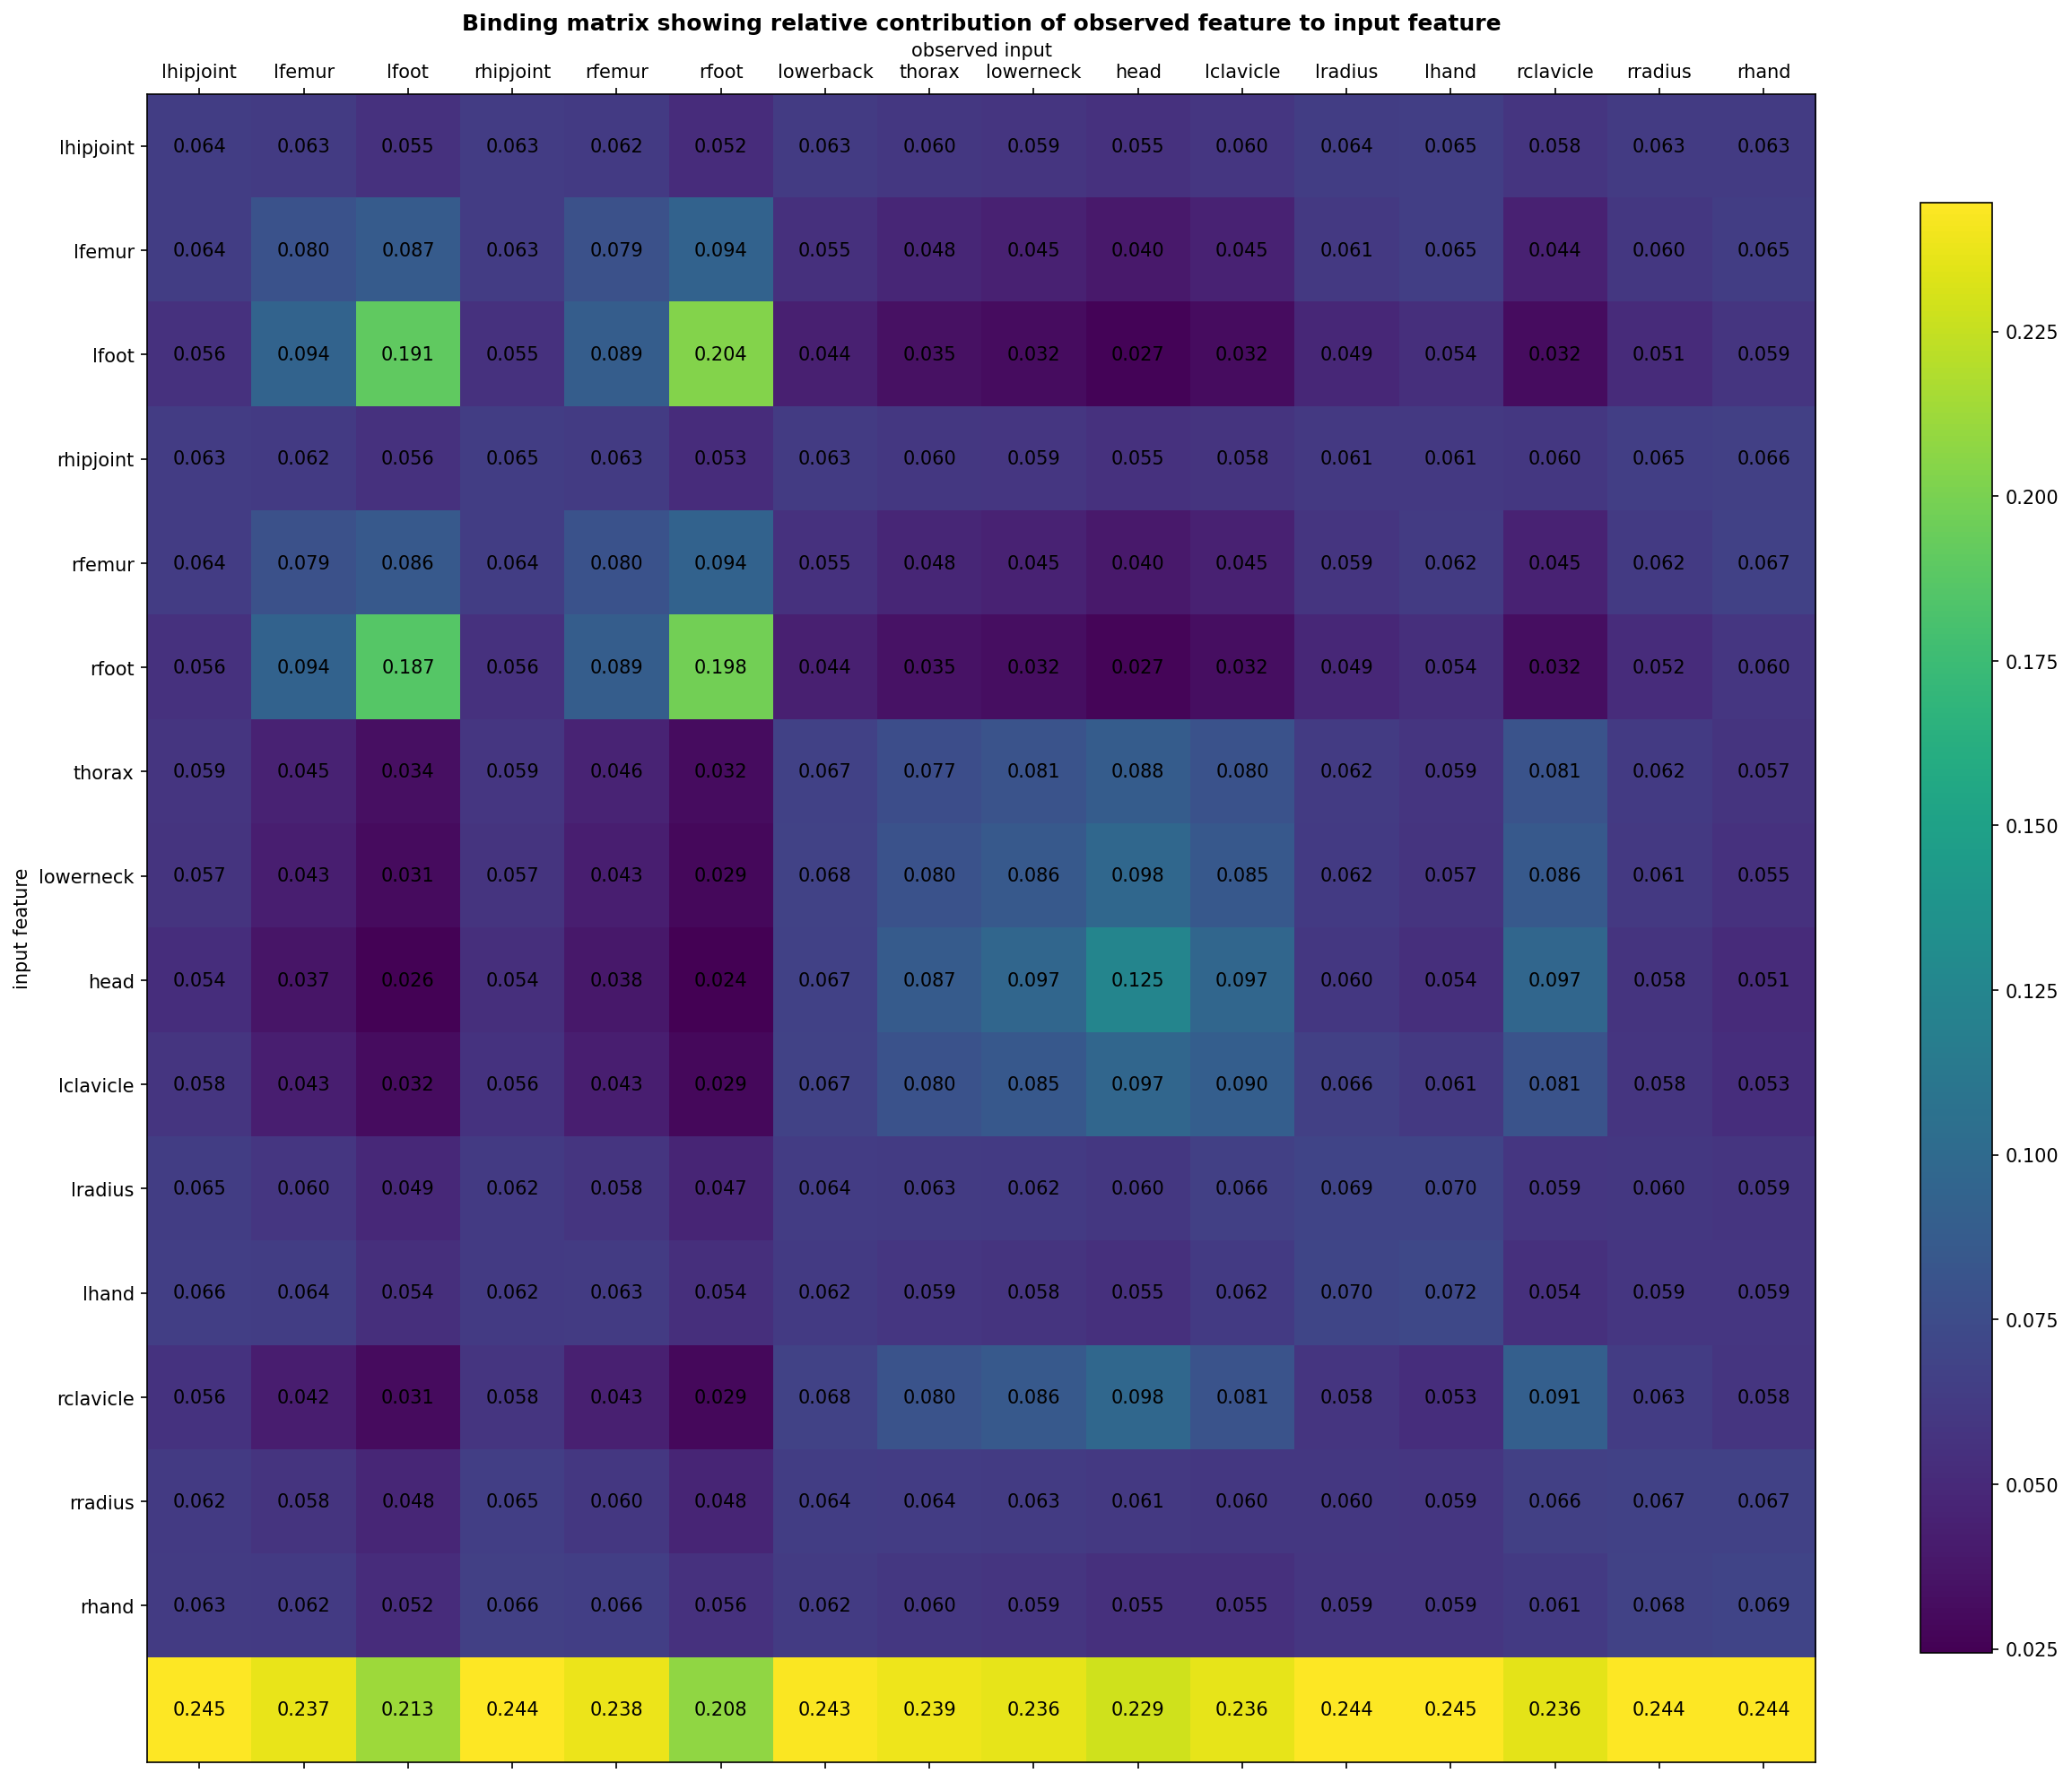 Binding matrix showing relative contribution of observed feature to input feature
observed input
lhipjoint lfemur lfoot rhipjoint rfemur rfoot lowerback thorax lowerneck head lclavicle lradius lhand rclavicle rradius rhand
lhipjoint 0.064 0.063 0.055 0.063 0.062 0.052 0.063 0.060 0.059 0.055 0.060 0.064 0.065 0.058 0.063 0.063
lfemur 0.064 0.080 0.087 0.063 0.079 0.094 0.055 0.048 0.045 0.040 0.045 0.061 0.065 0.044 0.060 0.065
lfoot 0.056 0.094 0.191 0.055 0.089 0.204 0.044 0.035 0.032 0.027 0.032 0.049 0.054 0.032 0.051 0.059
rhipjoint 0.063 0.062 0.056 0.065 0.063 0.053 0.063 0.060 0.059 0.055 0.058 0.061 0.061 0.060 0.065 0.066
rfemur 0.064 0.079 0.086 0.064 0.080 0.094 0.055 0.048 0.045 0.040 0.045 0.059 0.062 0.045 0.062 0.067
rfoot 0.056 0.094 0.187 0.056 0.089 0.198 0.044 0.035 0.032 0.027 0.032 0.049 0.054 0.032 0.052 0.060
thorax 0.059 0.045 0.034 0.059 0.046 0.032 0.067 0.077 0.081 0.088 0.080 0.062 0.059 0.081 0.062 0.057
lowerneck 0.057 0.043 0.031 0.057 0.043 0.029 0.068 0.080 0.086 0.098 0.085 0.062 0.057 0.086 0.061 0.055
head 0.054 0.037 0.026 0.054 0.038 0.024 0.067 0.087 0.097 0.125 0.097 0.060 0.054 0.097 0.058 0.051
lclavicle 0.058 0.043 0.032 0.056 0.043 0.029 0.067 0.080 0.085 0.097 0.090 0.066 0.061 0.081 0.058 0.053
lradius 0.065 0.060 0.049 0.062 0.058 0.047 0.064 0.063 0.062 0.060 0.066 0.069 0.070 0.059 0.060 0.059
lhand 0.066 0.064 0.054 0.062 0.063 0.054 0.062 0.059 0.058 0.055 0.062 0.070 0.072 0.054 0.059 0.059
rclavicle 0.056 0.042 0.031 0.058 0.043 0.029 0.068 0.080 0.086 0.098 0.081 0.058 0.053 0.091 0.063 0.058
rradius 0.062 0.058 0.048 0.065 0.060 0.048 0.064 0.064 0.063 0.061 0.060 0.060 0.059 0.066 0.067 0.067
rhand 0.063 0.062 0.052 0.066 0.066 0.056 0.062 0.060 0.059 0.055 0.055 0.059 0.059 0.061 0.068 0.069
0.245 0.237 0.213 0.244 0.238 0.208 0.243 0.239 0.236 0.229 0.236 0.244 0.245 0.236 0.244 0.244
input feature
0.225
0.200
0.175
0.150
0.125
0.100
0.075
0.050
0.025